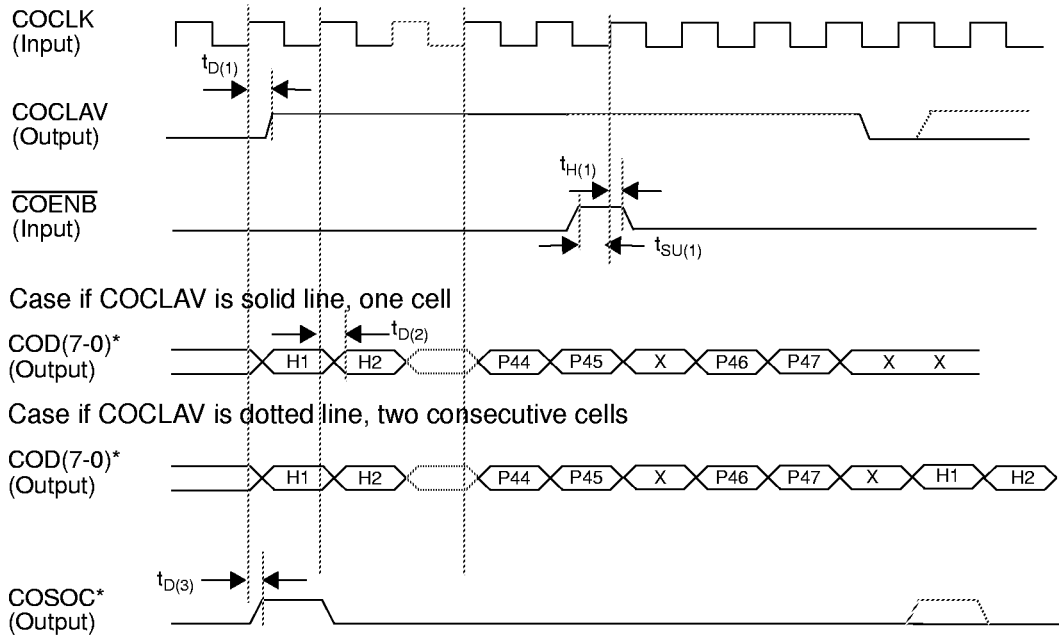 COCLK
(Input)
tD(1)
COCLAV
(Output)
tH(1)
COENB
(Input)
tSU(1)
Case if COCLAV is solid line, one cell
COD(7-0)*
(Output)
tD(2)
H1 H2 P44 P45 X P46 P47 X X
Case if COCLAV is dotted line, two consecutive cells
COD(7-0)*
(Output)
H1 H2 P44 P45 X P46 P47 X H1 H2
tD(3)
COSOC*
(Output)